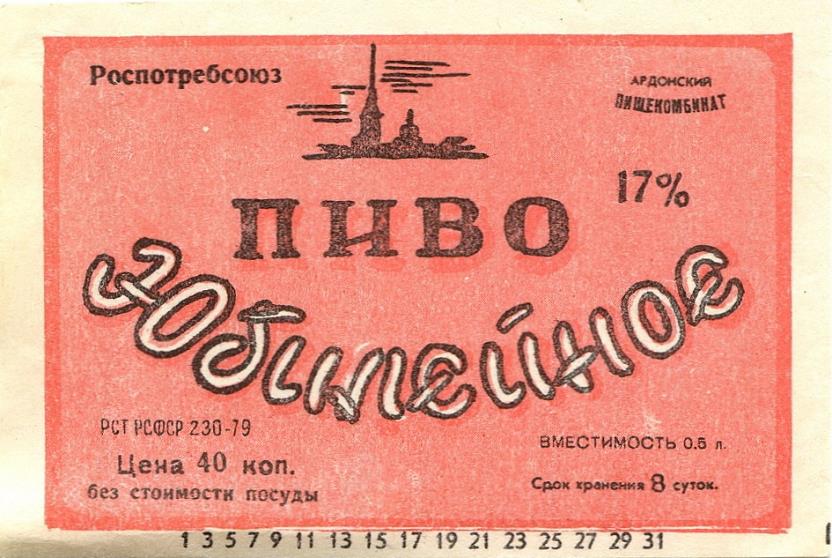 Роспотребсоюз
АРДОНСКИЙ
ПИЩЕКОМБИНАТ
17%
ПИВО
Юбилейное
РСТ РСФСР 230-79
Цена 40 коп.
без стоимости посуды
ВМЕСТИМОСТЬ 0.5 л.
Срок хранения 8 суток.
1 3 5 7 9 11 13 15 17 19 21 23 25 27 29 31